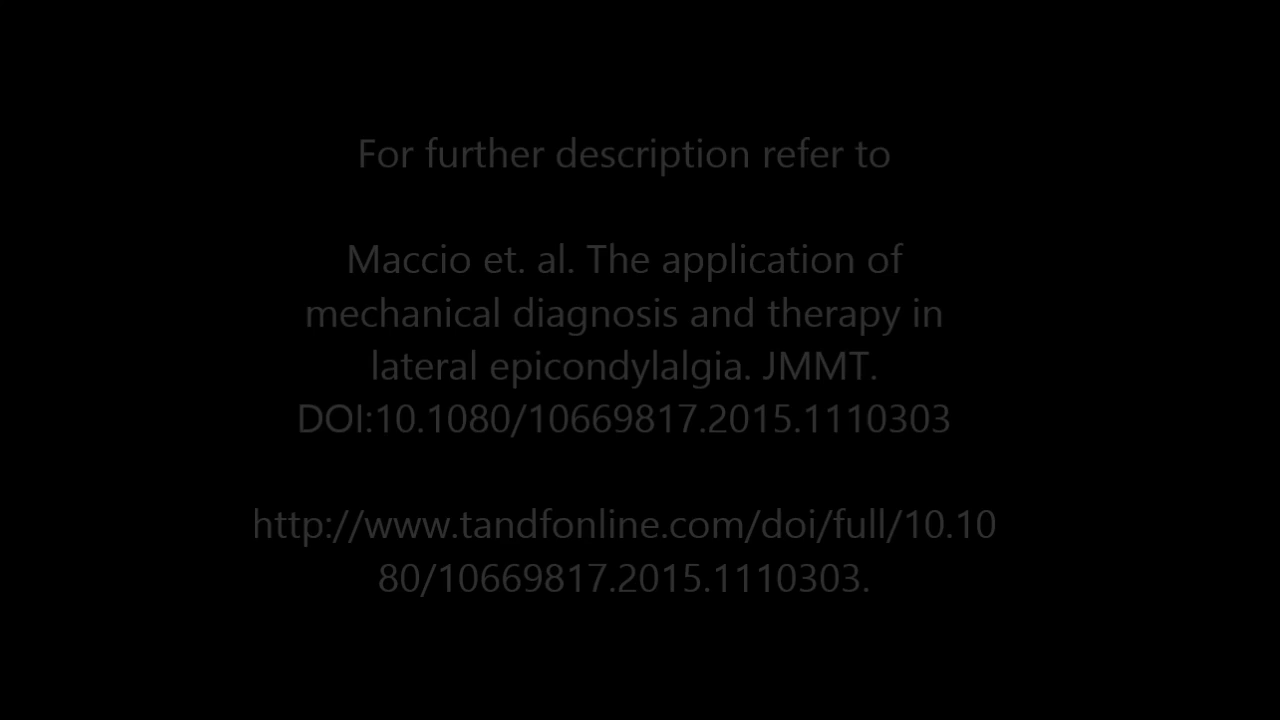 For further description refer to
Maccio et. al. The application of
mechanical diagnosis and therapy in
lateral epicondylalgia. JMMT.
DOI:10.1080/10669817.2015.1110303
http://www.tandfonline.com/doi/full/10.10
80/10669817.2015.1110303.